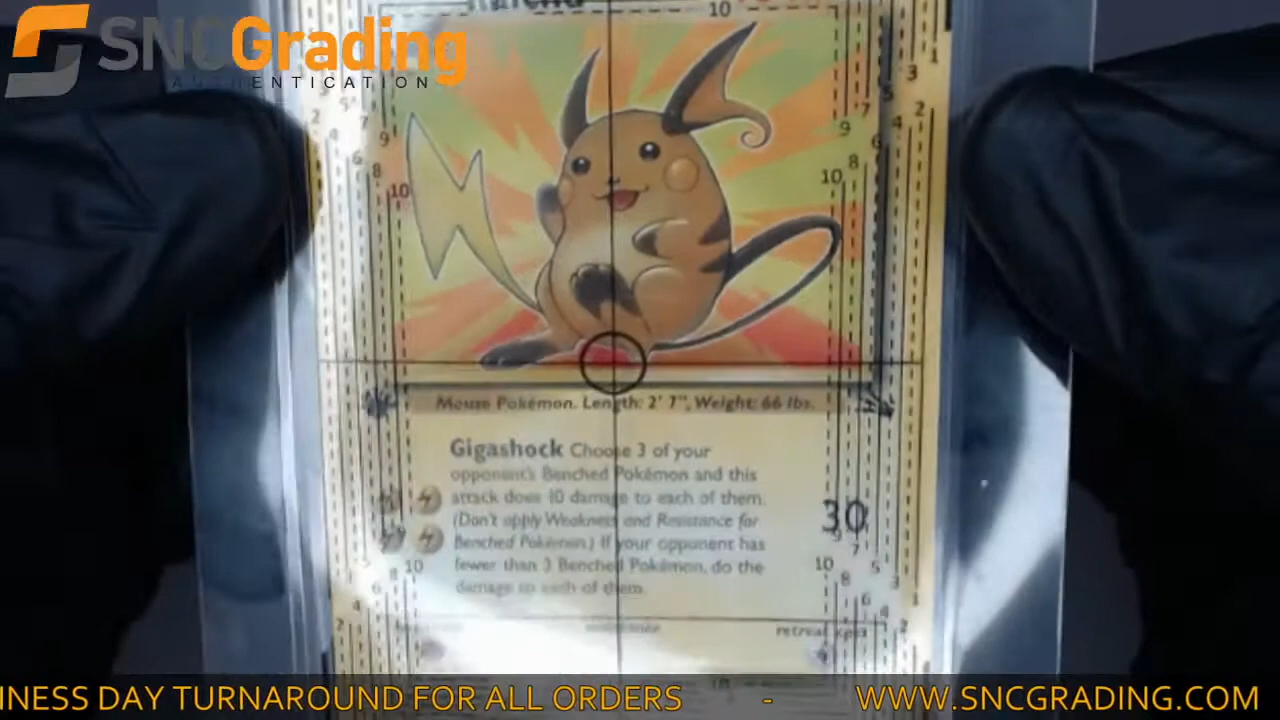 SNCGrading
AUTHENTICATION
Raichu
Mouse Pokémon. Length: 2' 7", Weight: 66 lbs.
Gigashock Choose 3 of your
opponent's Benched Pokémon and this
attack does 10 damage to each of them.
(Don't apply Weakness and Resistance for
Benched Pokémon.) If your opponent has
fewer than 3 Benched Pokémon, do the
damage to each of them.
30
retreat cost
INESS DAY TURNAROUND FOR ALL ORDERS - WWW.SNCGRADING.COM